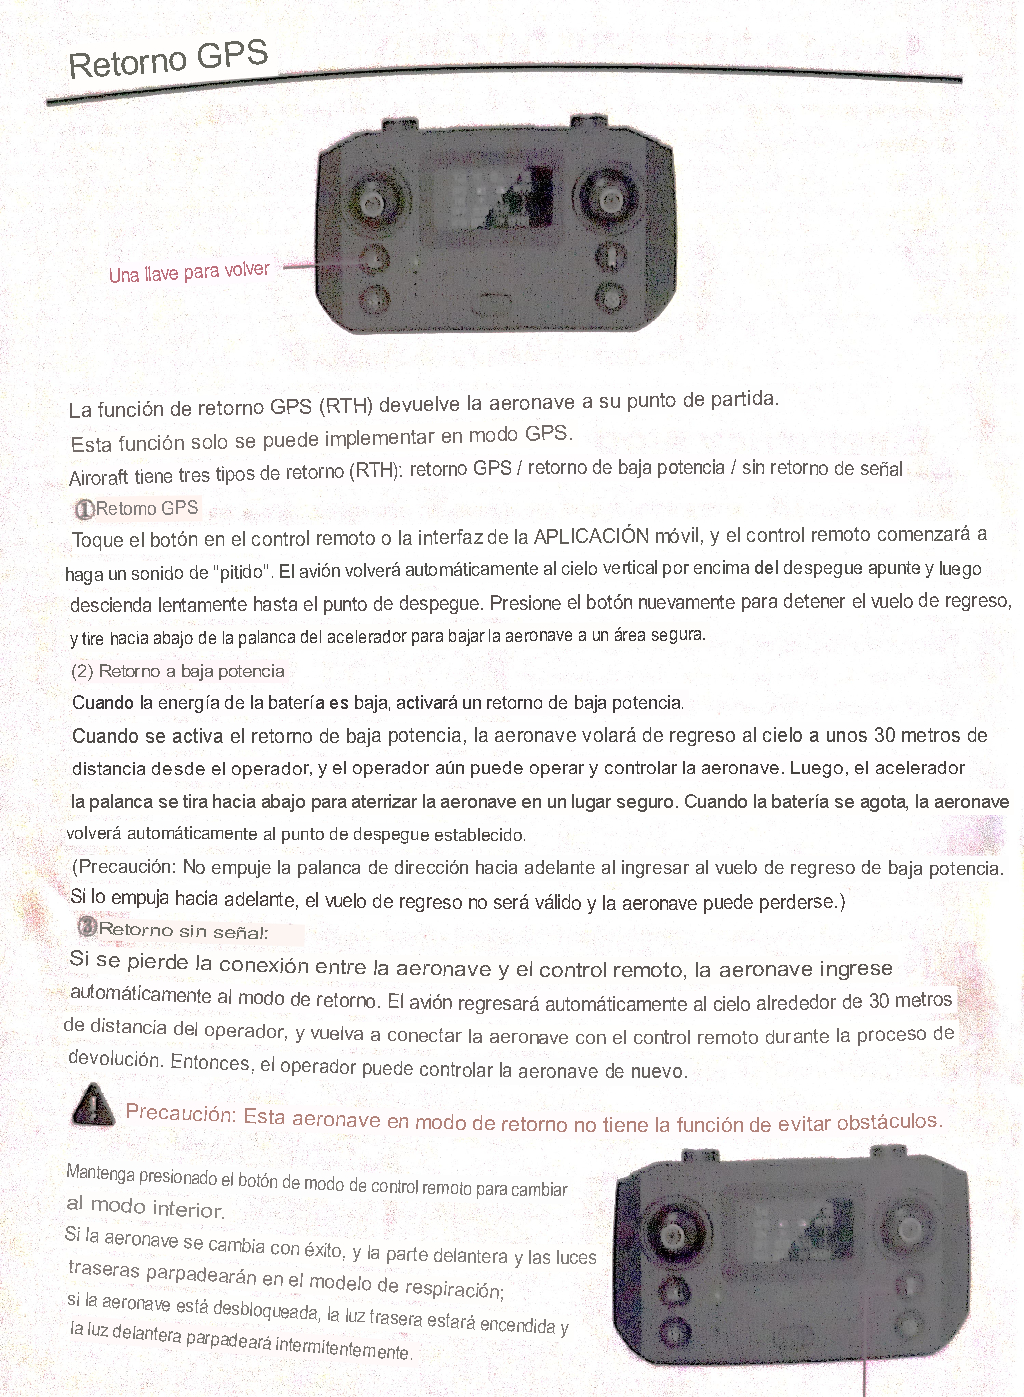 Retorno GPS
Una llave para volver
La función de retorno GPS (RTH) devuelve la aeronave a su punto de partida.
Esta función solo se puede implementar en modo GPS.
Airoraft tiene tres tipos de retorno (RTH): retorno GPS / retorno de baja potencia / sin retorno de señal
①Retorno GPS
Toque el botón en el control remoto o la interfaz de la APLICACIÓN móvil, y el control remoto comenzará a
haga un sonido de "pitido". El avión volverá automáticamente al cielo vertical por encima del despegue apunte y luego
descienda lentamente hasta el punto de despegue. Presione el botón nuevamente para detener el vuelo de regreso,
y tire hacia abajo de la palanca del acelerador para bajar la aeronave a un área segura.
(2) Retorno a baja potencia
Cuando la energía de la batería es baja, activará un retorno de baja potencia.
Cuando se activa el retorno de baja potencia, la aeronave volará de regreso al cielo a unos 30 metros de
distancia desde el operador, y el operador aún puede operar y controlar la aeronave. Luego, el acelerador
la palanca se tira hacia abajo para aterrizar la aeronave en un lugar seguro. Cuando la batería se agota, la aeronave
volverá automáticamente al punto de despegue establecido.
(Precaución: No empuje la palanca de dirección hacia adelante al ingresar al vuelo de regreso de baja potencia.
Si lo empuja hacia adelante, el vuelo de regreso no será válido y la aeronave puede perderse.)
③Retorno sin señal:
Si se pierde la conexión entre la aeronave y el control remoto, la aeronave ingrese
automáticamente al modo de retorno. El avión regresará automáticamente al cielo alrededor de 30 metros
de distancia del operador, y vuelva a conectar la aeronave con el control remoto durante la proceso de
devolución. Entonces, el operador puede controlar la aeronave de nuevo.
Precaución: Esta aeronave en modo de retorno no tiene la función de evitar obstáculos.
Mantenga presionado el botón de modo de control remoto para cambiar
al modo interior.
Si la aeronave se cambia con éxito, y la parte delantera y las luces
traseras parpadearán en el modelo de respiración;
si la aeronave está desbloqueada, la luz trasera estará encendida y
la luz delantera parpadeará intermitentemente.